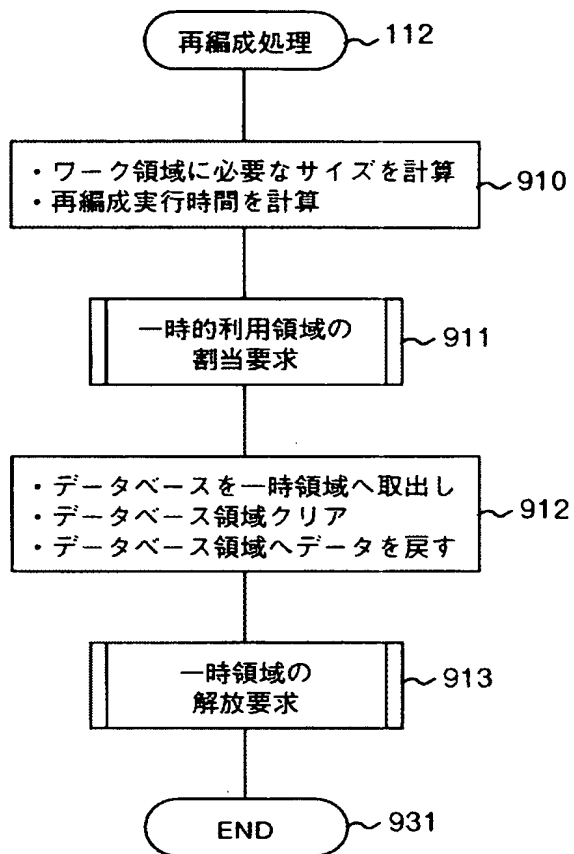 再編成処理
112
・ワーク領域に必要なサイズを計算
・再編成実行時間を計算
910
一時的利用領域の
割当要求
911
・データベースを一時領域へ取出し
・データベース領域クリア
・データベース領域へデータを戻す
912
一時領域の
解放要求
913
END
931